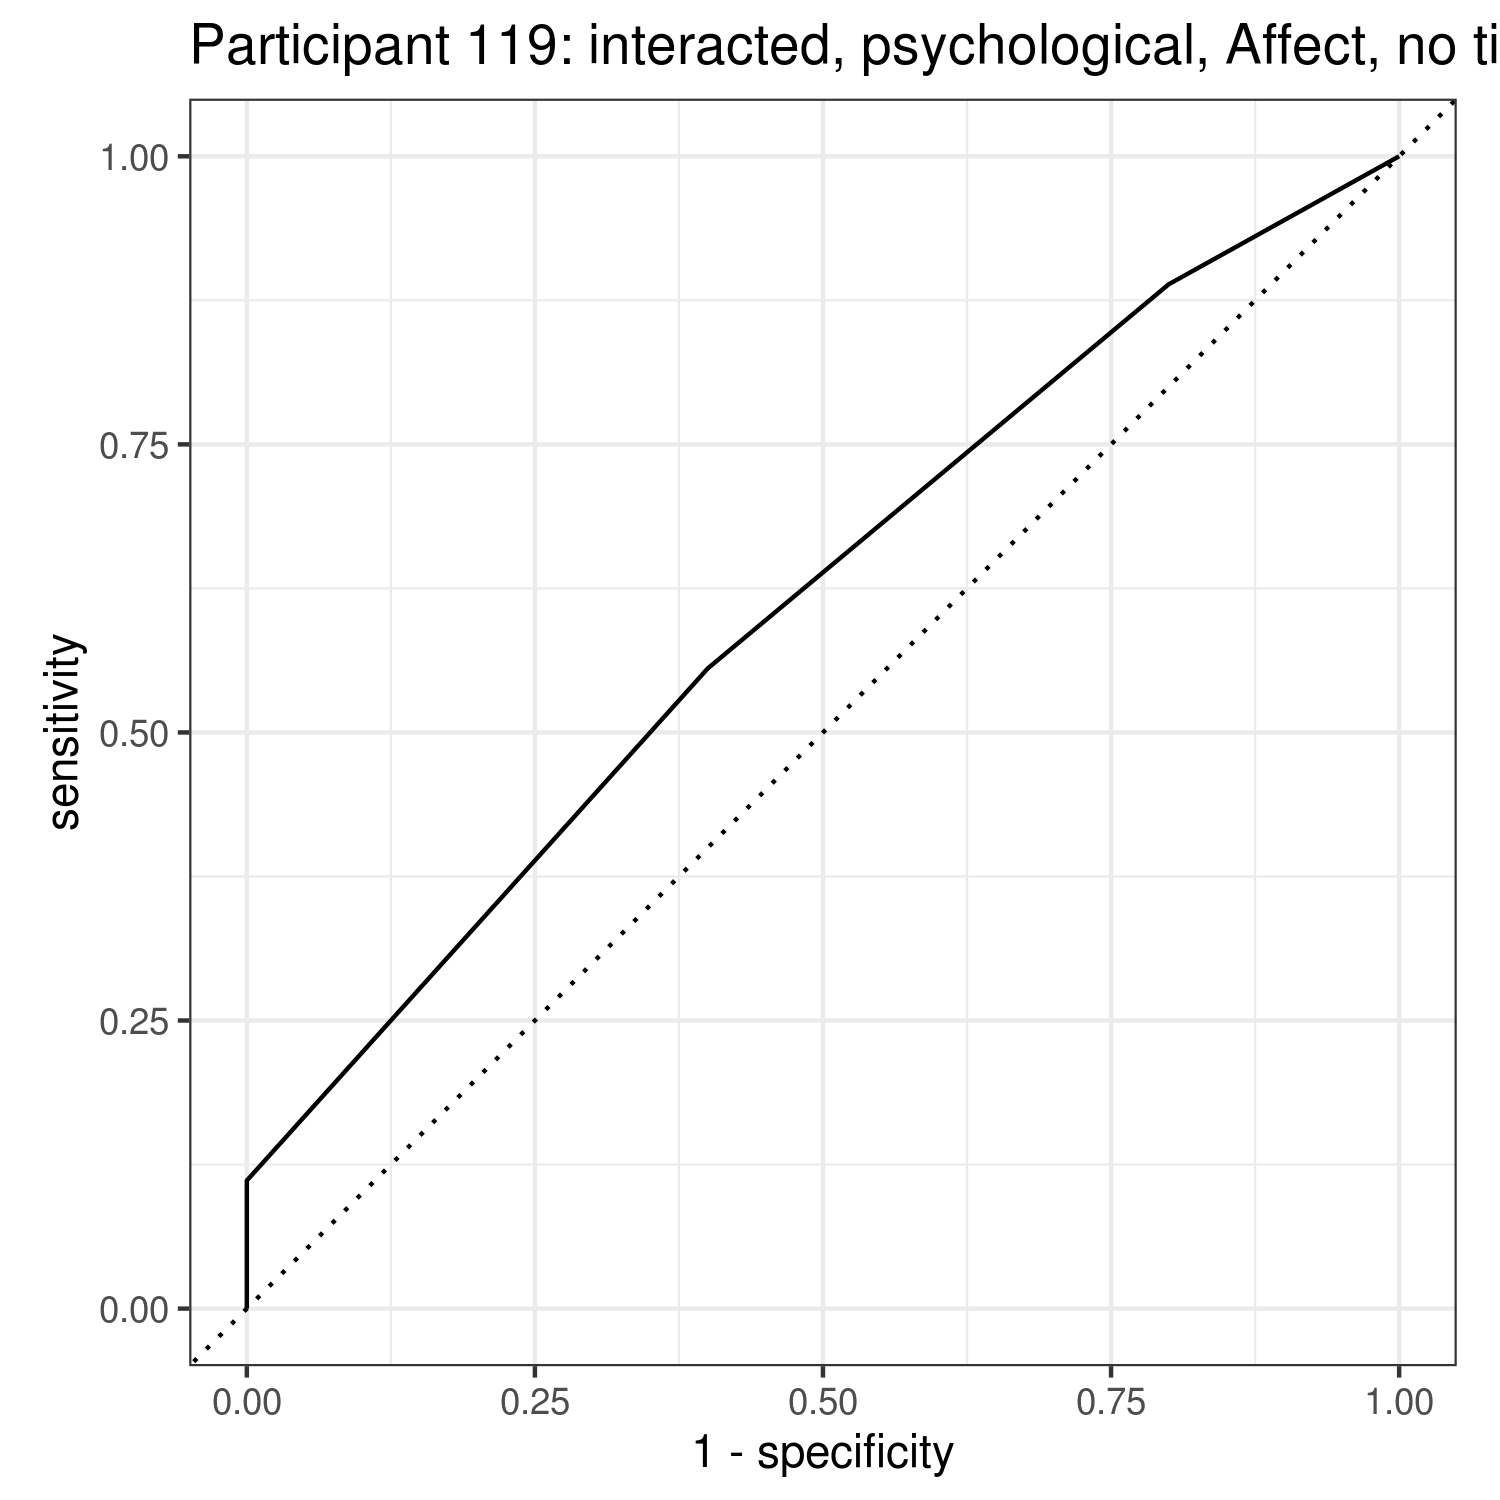 Participant 119: interacted, psychological, Affect, no ti
1.00
0.75
0.50
0.25
0.00
sensitivity
0.00 0.25 0.50 0.75 1.00
1 - specificity